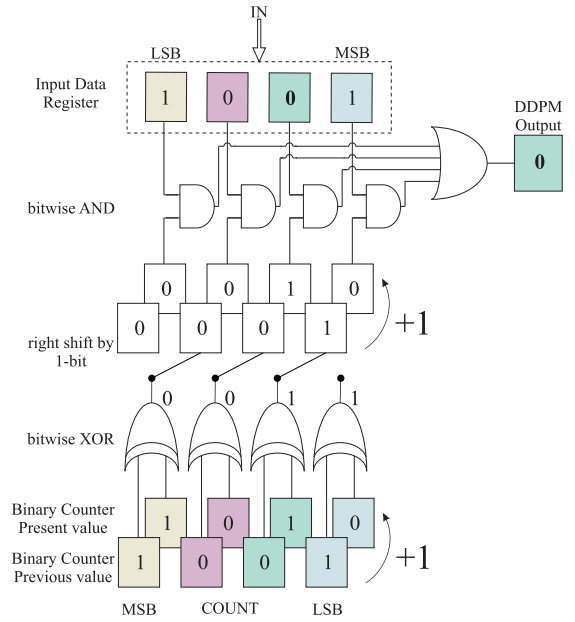 IN
LSB MSB
Input Data
Register
1 0 0 1
DDPM
Output
0
bitwise AND
0 0 1 0
0 0 0 1
+1
right shift by
1-bit
0 0 1 1
bitwise XOR
Binary Counter
Present value
1 0 1 0
Binary Counter
Previous value
1 0 0 1
+1
MSB COUNT LSB